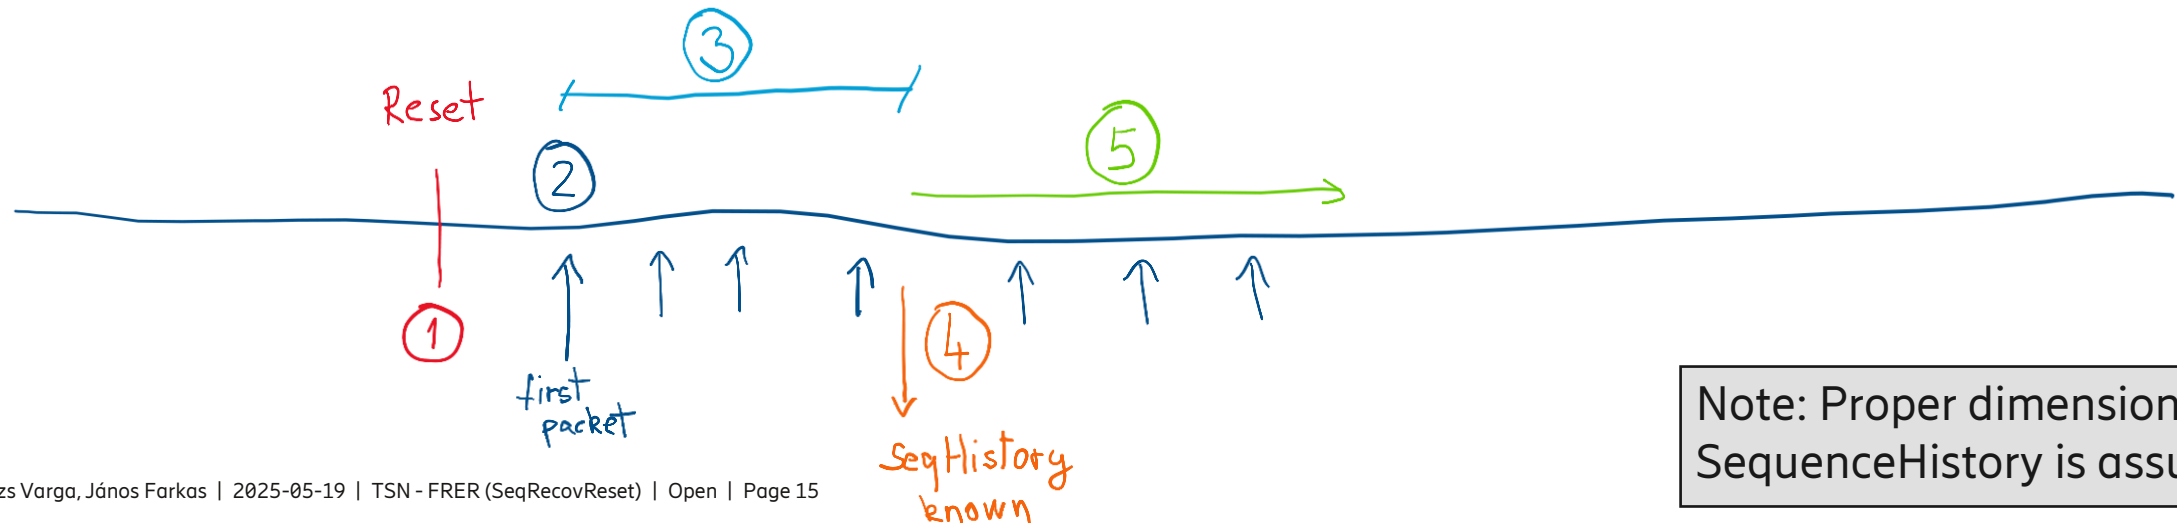 3
Reset
5
2
1
4
first
packet
SeqHistory
known
Note: Proper dimension
SequenceHistory is assu
zs Varga, János Farkas | 2025-05-19 | TSN - FRER (SeqRecovReset) | Open | Page 15